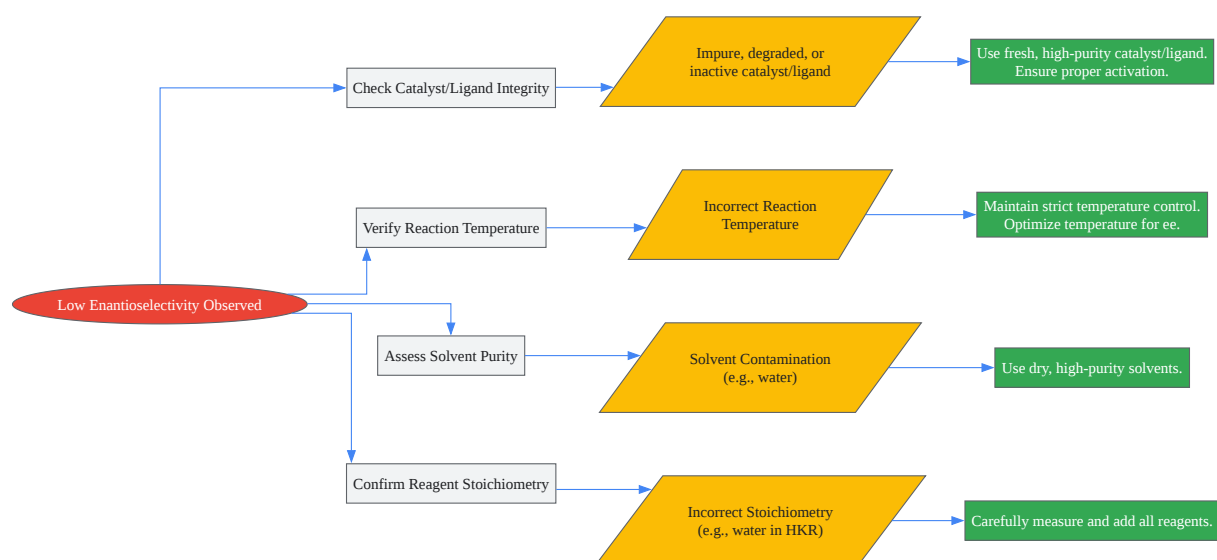 Low Enantioselectivity Observed
Check Catalyst/Ligand Integrity
Impure, degraded, or
inactive catalyst/ligand
Use fresh, high-purity catalyst/ligand.
Ensure proper activation.
Verify Reaction Temperature
Incorrect Reaction
Temperature
Maintain strict temperature control.
Optimize temperature for ee.
Assess Solvent Purity
Solvent Contamination
(e.g., water)
Use dry, high-purity solvents.
Confirm Reagent Stoichiometry
Incorrect Stoichiometry
(e.g., water in HKR)
Carefully measure and add all reagents.